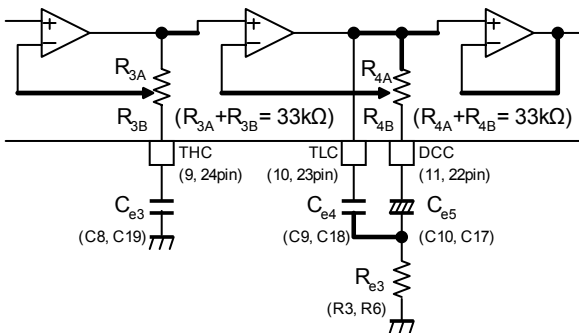 +
-
+
-
+
-
R3A
R4A
R3B (R3A+R3B = 33kΩ) R4B (R4A+R4B = 33kΩ)
THC TLC DCC
(9, 24pin) (10, 23pin) (11, 22pin)
Ce3 Ce4 Ce5
(C8, C19) (C9, C18) (C10, C17)
Re3
(R3, R6)